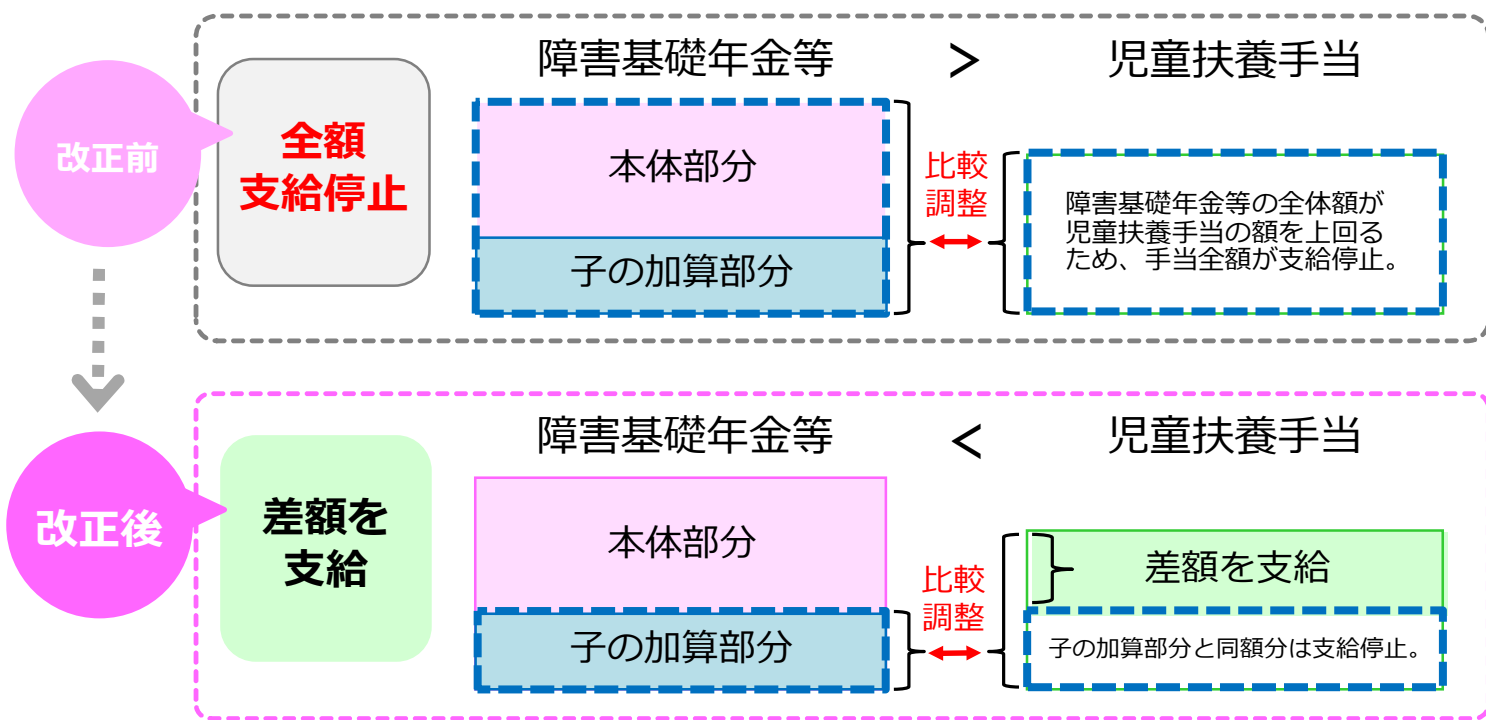 障害基礎年金等 > 児童扶養手当
改正前
全額
支給停止
本体部分
子の加算部分
比較
調整
障害基礎年金等の全体額が
児童扶養手当の額を上回る
ため、手当全額が支給停止。
障害基礎年金等 < 児童扶養手当
改正後
差額を
支給
本体部分
子の加算部分
比較
調整
差額を支給
子の加算部分と同額分は支給停止。